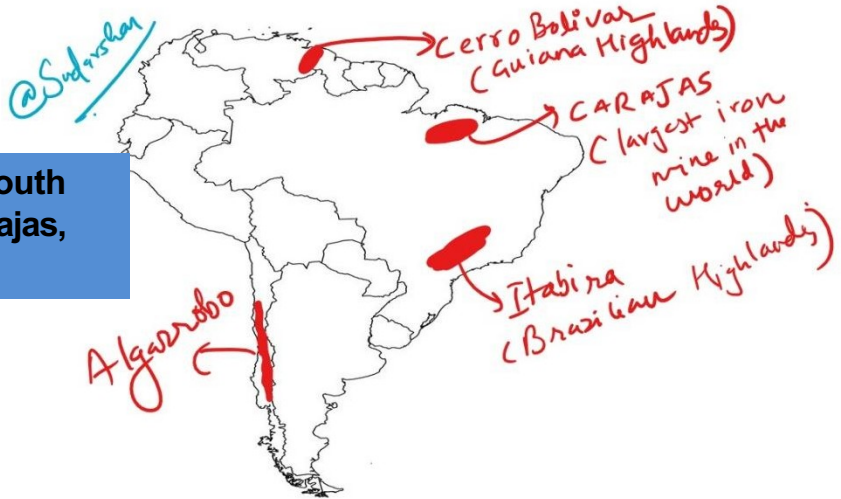 @Sudarshan
Cerro Bolivar
(Guiana Highlands)
CARAJAS
(largest iron
mine in the
world)
outh
ajas,
Itabira
(Brazilian Highlands)
Algarrobo